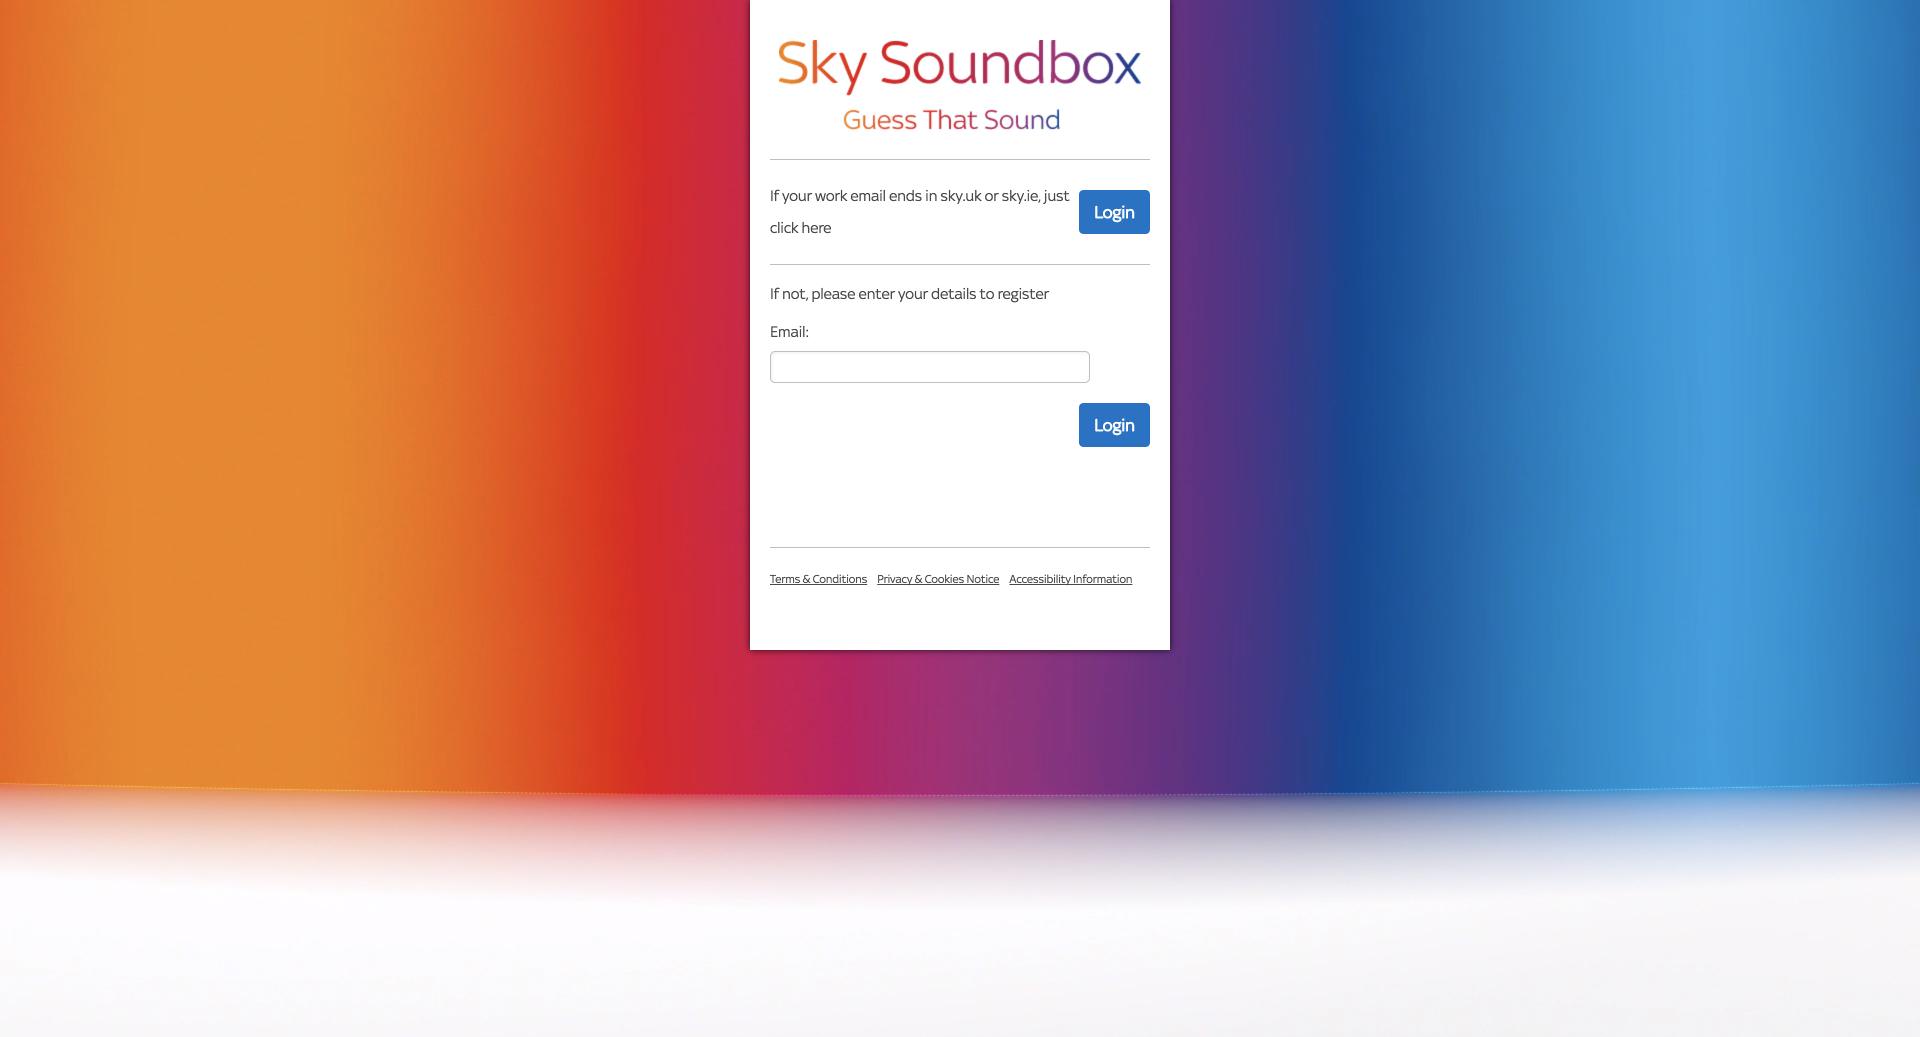 Sky Soundbox
Guess That Sound
If your work email ends in sky.uk or sky.ie, just
click here
Login
If not, please enter your details to register
Email:
Login
Terms & Conditions Privacy & Cookies Notice Accessibility Information